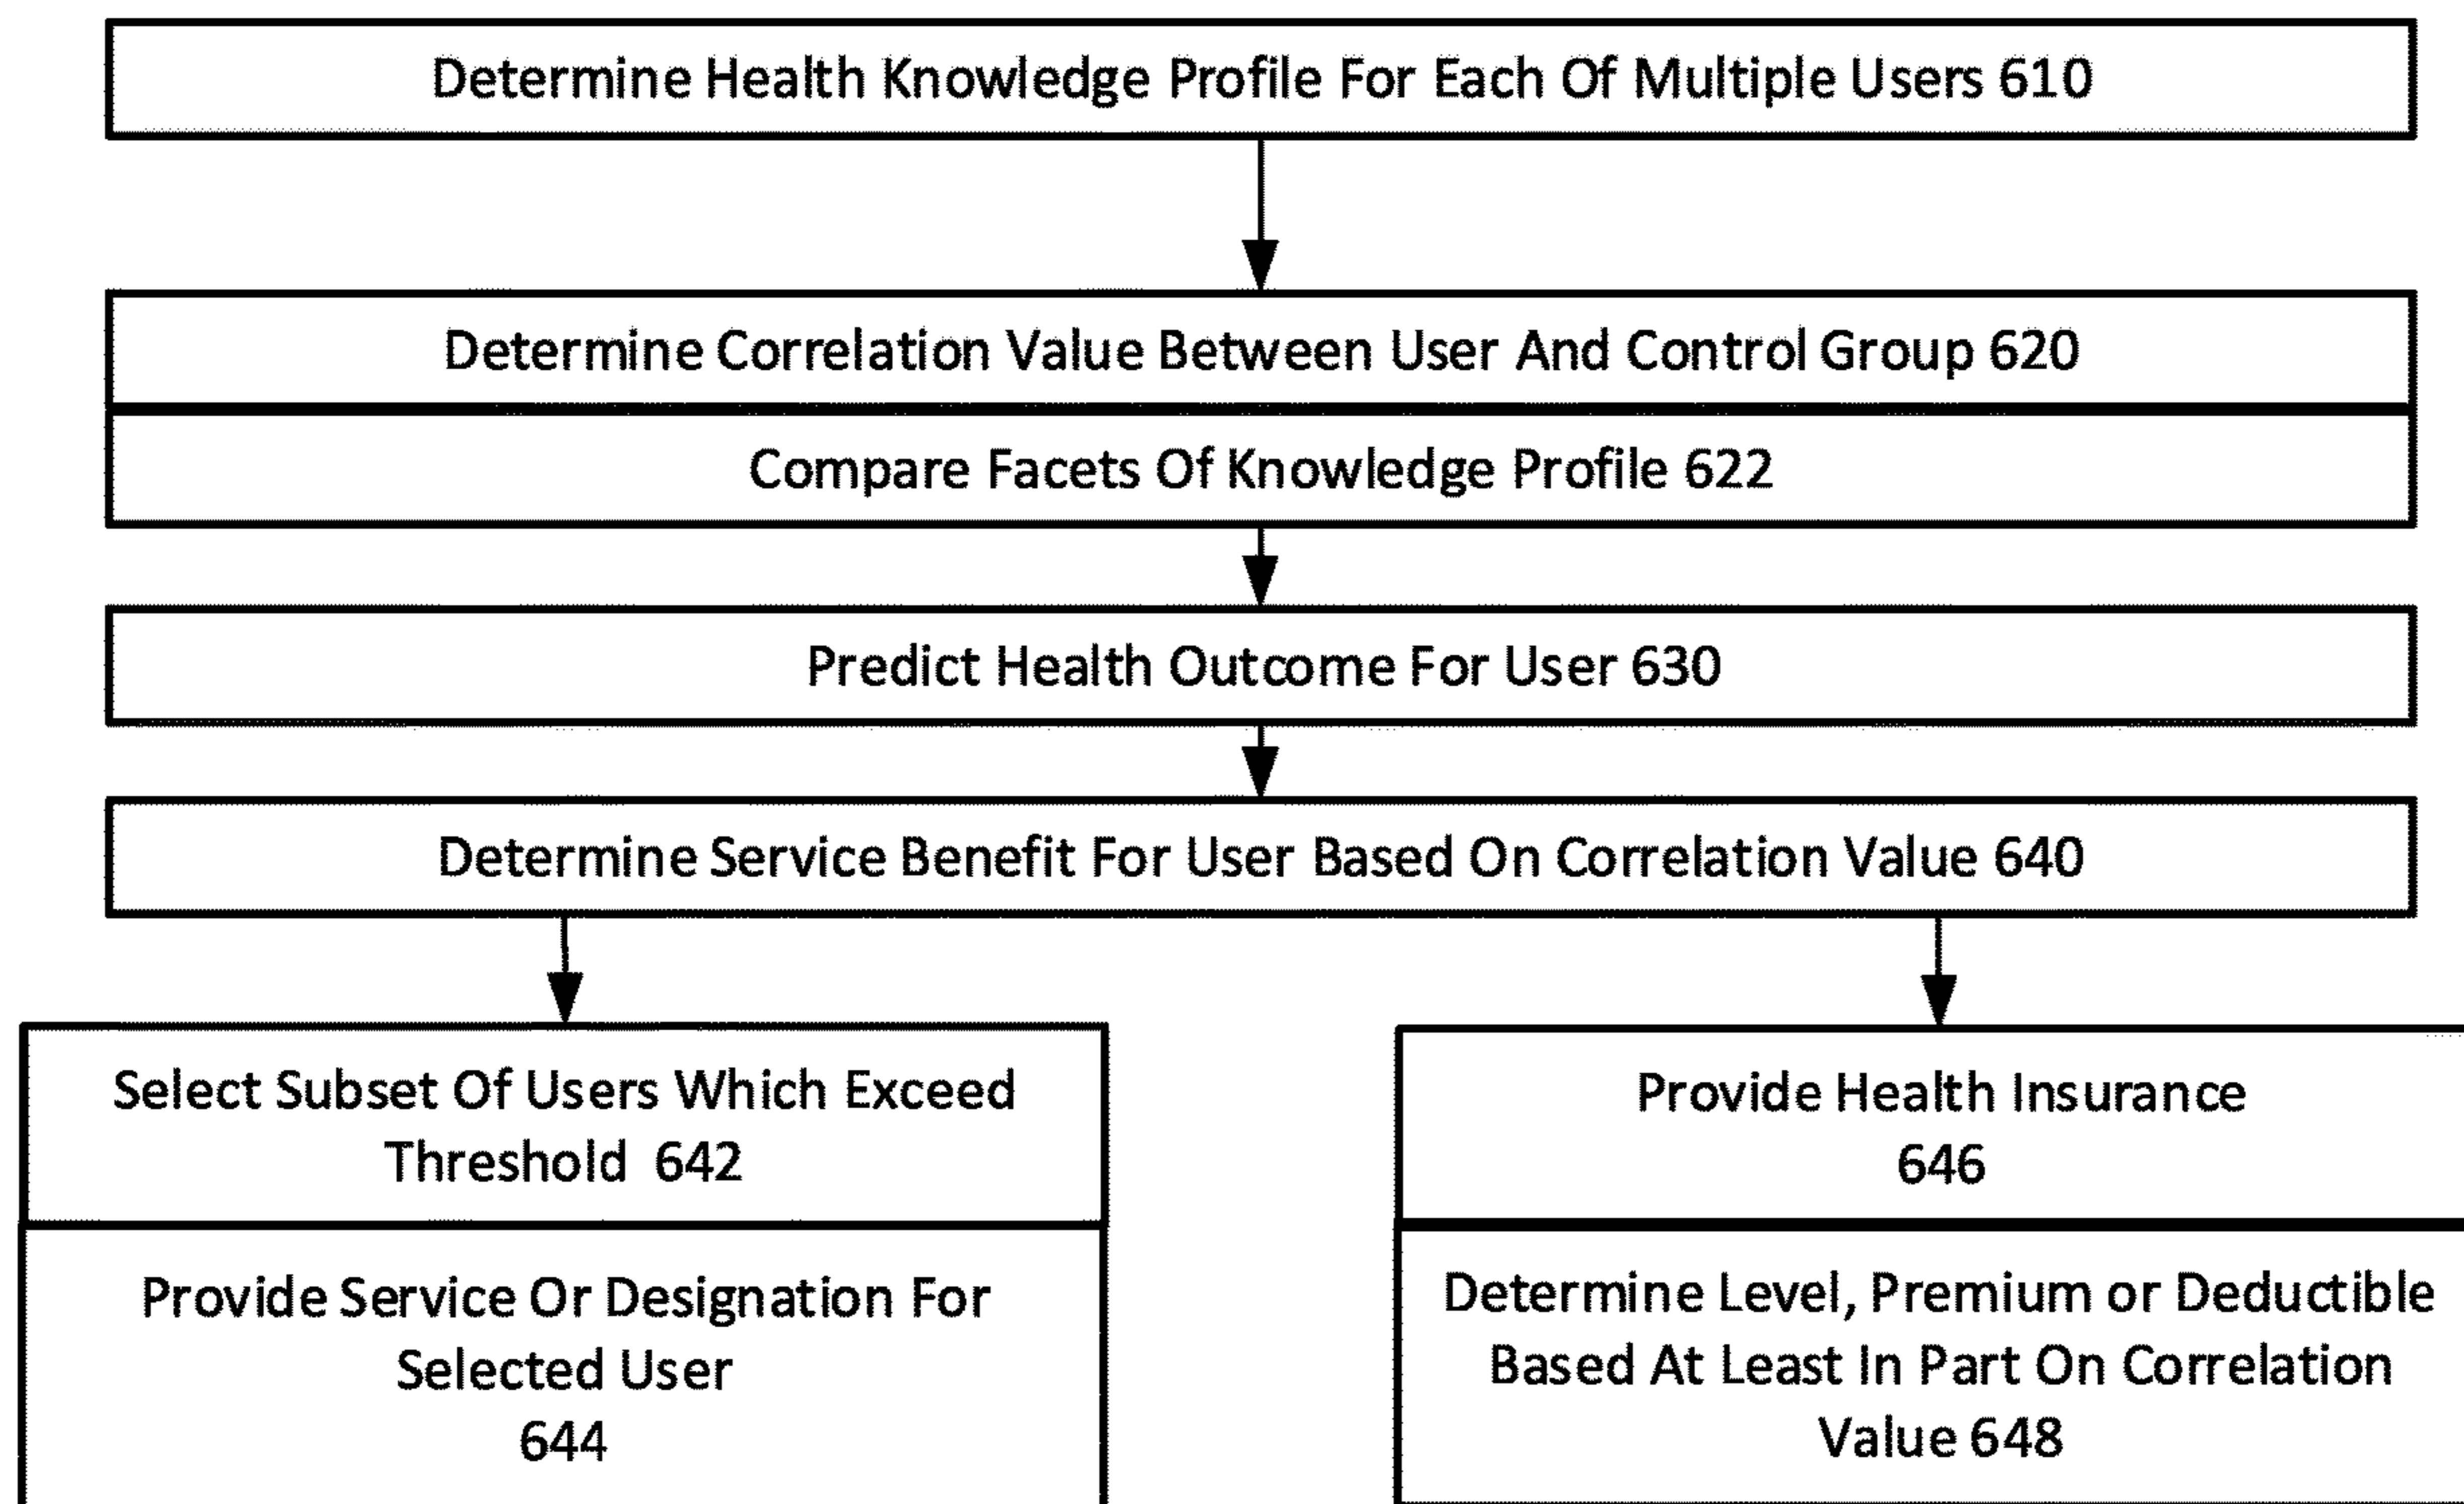 Determine Health Knowledge Profile For Each Of Multiple Users 610
Determine Correlation Value Between User And Control Group 620
Compare Facets Of Knowledge Profile 622
Predict Health Outcome For User 630
Determine Service Benefit For User Based On Correlation Value 640
Select Subset Of Users Which Exceed
Threshold 642
Provide Service Or Designation For
Selected User
644
Provide Health Insurance
646
Determine Level, Premium or Deductible
Based At Least In Part On Correlation
Value 648